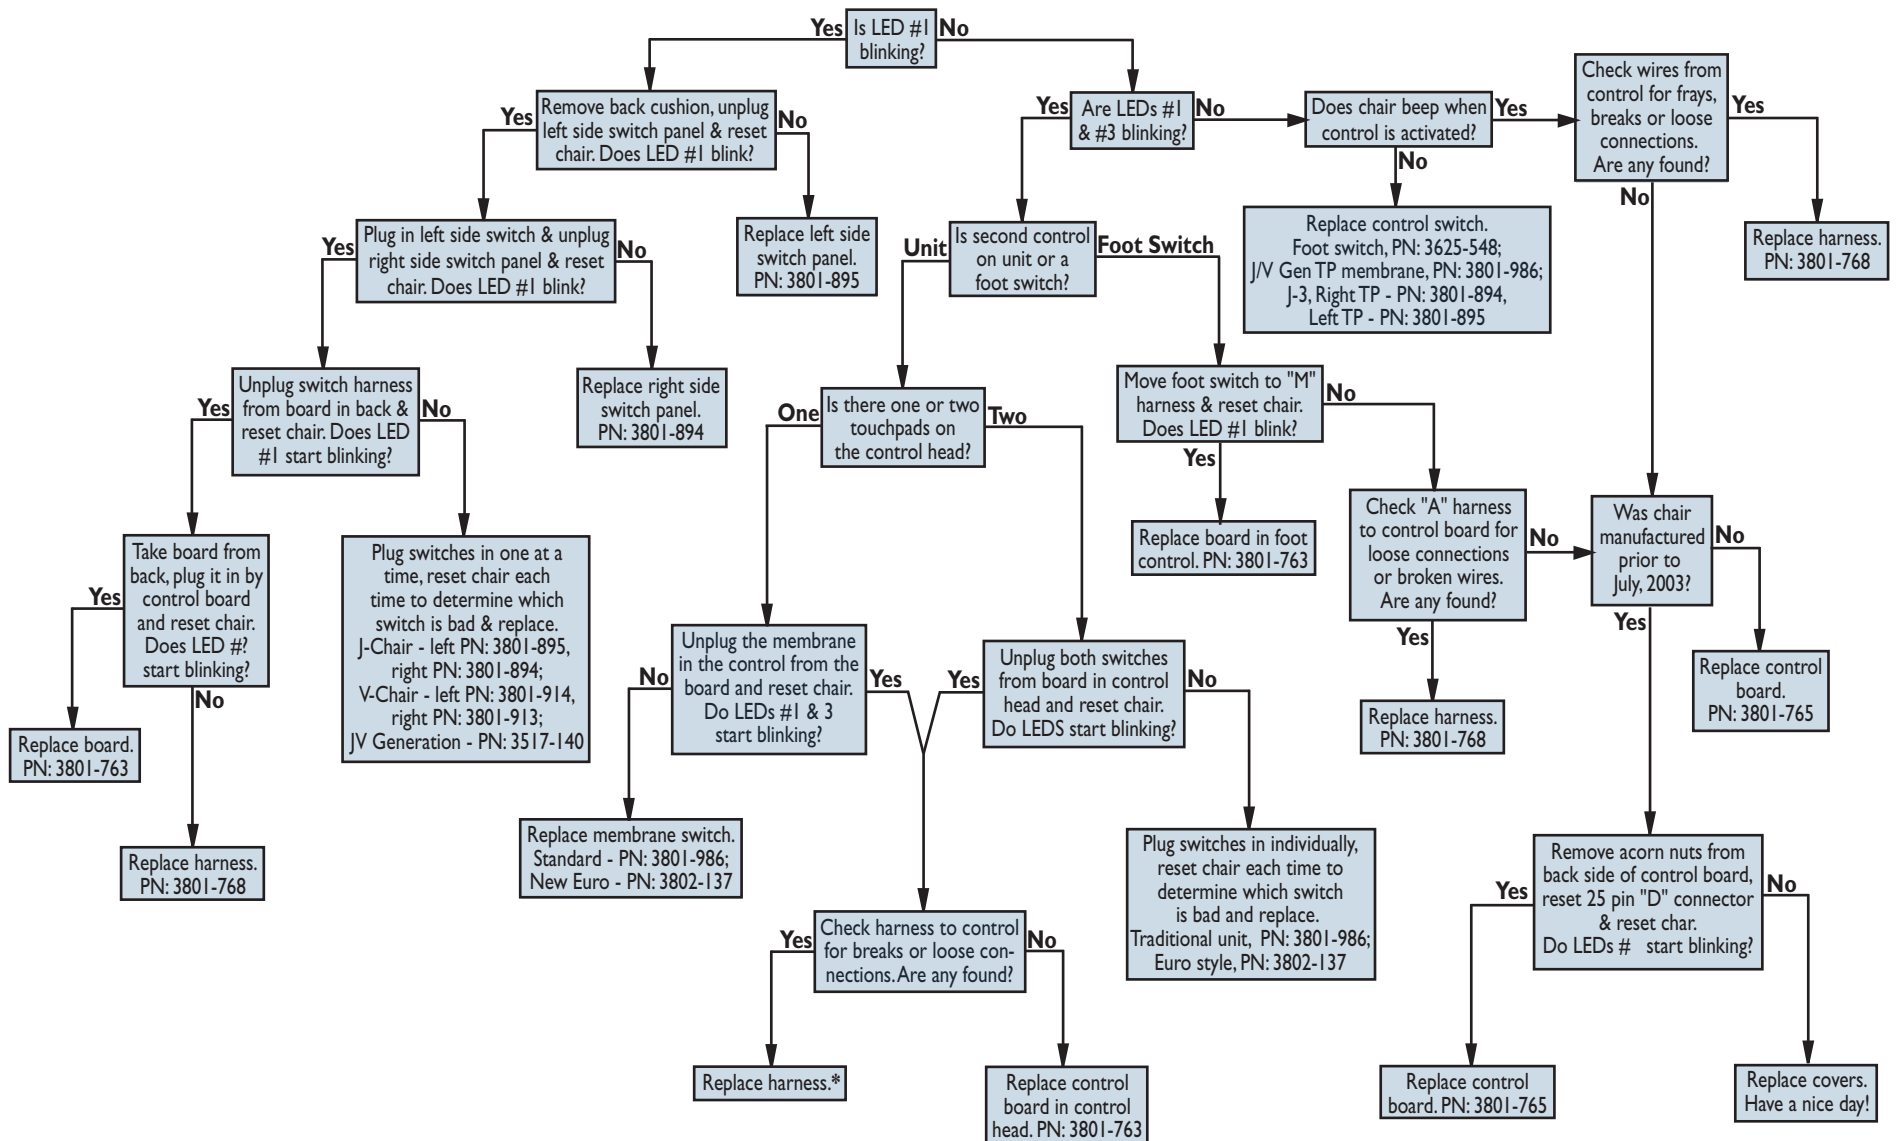 Yes
Is LED #1
blinking?
No
Yes
Remove back cushion, unplug
left side switch panel & reset
chair. Does LED #1 blink?
No
Yes
Are LEDs #1
& #3 blinking?
No
Does chair beep when
control is activated?
Yes
No
Check wires from
control for frays,
breaks or loose
connections.
Are any found?
Yes
No
Yes
Plug in left side switch & unplug
right side switch panel & reset
chair. Does LED #1 blink?
No
Replace left side
switch panel.
PN: 3801-895
Unit
Is second control
on unit or a
foot switch?
Foot Switch
Replace control switch.
Foot switch, PN: 3625-548;
J/V Gen TP membrane, PN: 3801-986;
J-3, Right TP - PN: 3801-894,
Left TP - PN: 3801-895
Replace harness.
PN: 3801-768
Yes
Unplug switch harness
from board in back &
reset chair. Does LED
#1 start blinking?
No
Replace right side
switch panel.
PN: 3801-894
One
Is there one or two
touchpads on
the control head?
Two
Move foot switch to "M"
harness & reset chair.
Does LED #1 blink?
No
Yes
Replace board in foot
control. PN: 3801-763
Check "A" harness
to control board for
loose connections
or broken wires.
Are any found?
No
Yes
Was chair
manufactured
prior to
July, 2003?
No
Yes
Yes
Take board from
back, plug it in by
control board
and reset chair.
Does LED #?
start blinking?
No
Plug switches in one at a
time, reset chair each
time to determine which
switch is bad & replace.
J-Chair - left PN: 3801-895,
right PN: 3801-894;
V-Chair - left PN: 3801-914,
right PN: 3801-913;
JV Generation - PN: 3517-140
No
Unplug the membrane
in the control from the
board and reset chair.
Do LEDs #1 & 3
start blinking?
Yes
Yes
Unplug both switches
from board in control
head and reset chair.
Do LEDS start blinking?
No
Replace harness.
PN: 3801-768
Replace control
board.
PN: 3801-765
Replace board.
PN: 3801-763
Replace harness.
PN: 3801-768
Replace membrane switch.
Standard - PN: 3801-986;
New Euro - PN: 3802-137
Plug switches in individually,
reset chair each time to
determine which switch
is bad and replace.
Traditional unit, PN: 3801-986;
Euro style, PN: 3802-137
Yes
Remove acorn nuts from
back side of control board,
reset 25 pin "D" connector
& reset char.
Do LEDs # start blinking?
No
Yes
Check harness to control
for breaks or loose con-
nections. Are any found?
No
Replace harness.*
Replace control
board in control
head. PN: 3801-763
Replace control
board. PN: 3801-765
Replace covers.
Have a nice day!